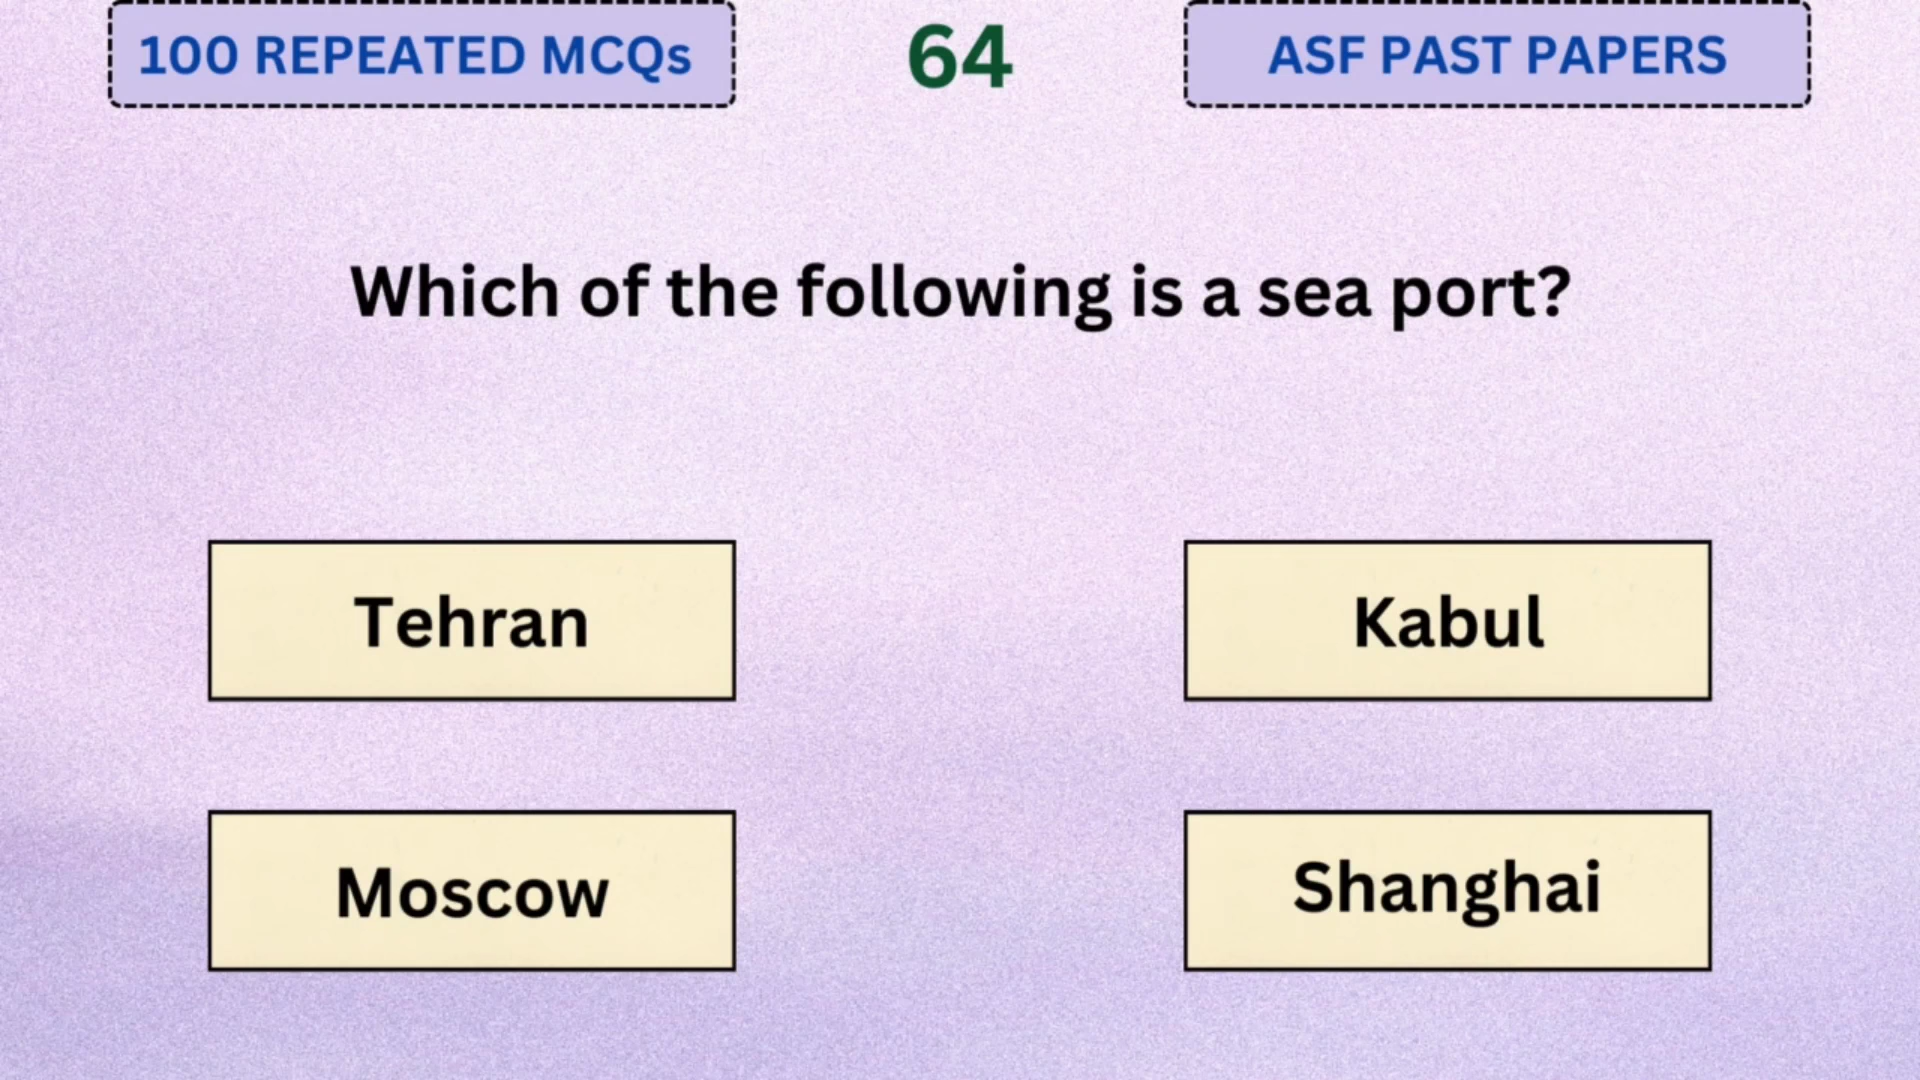 100 REPEATED MCQs
64
ASF PAST PAPERS
Which of the following is a sea port?
Tehran
Kabul
Moscow
Shanghai